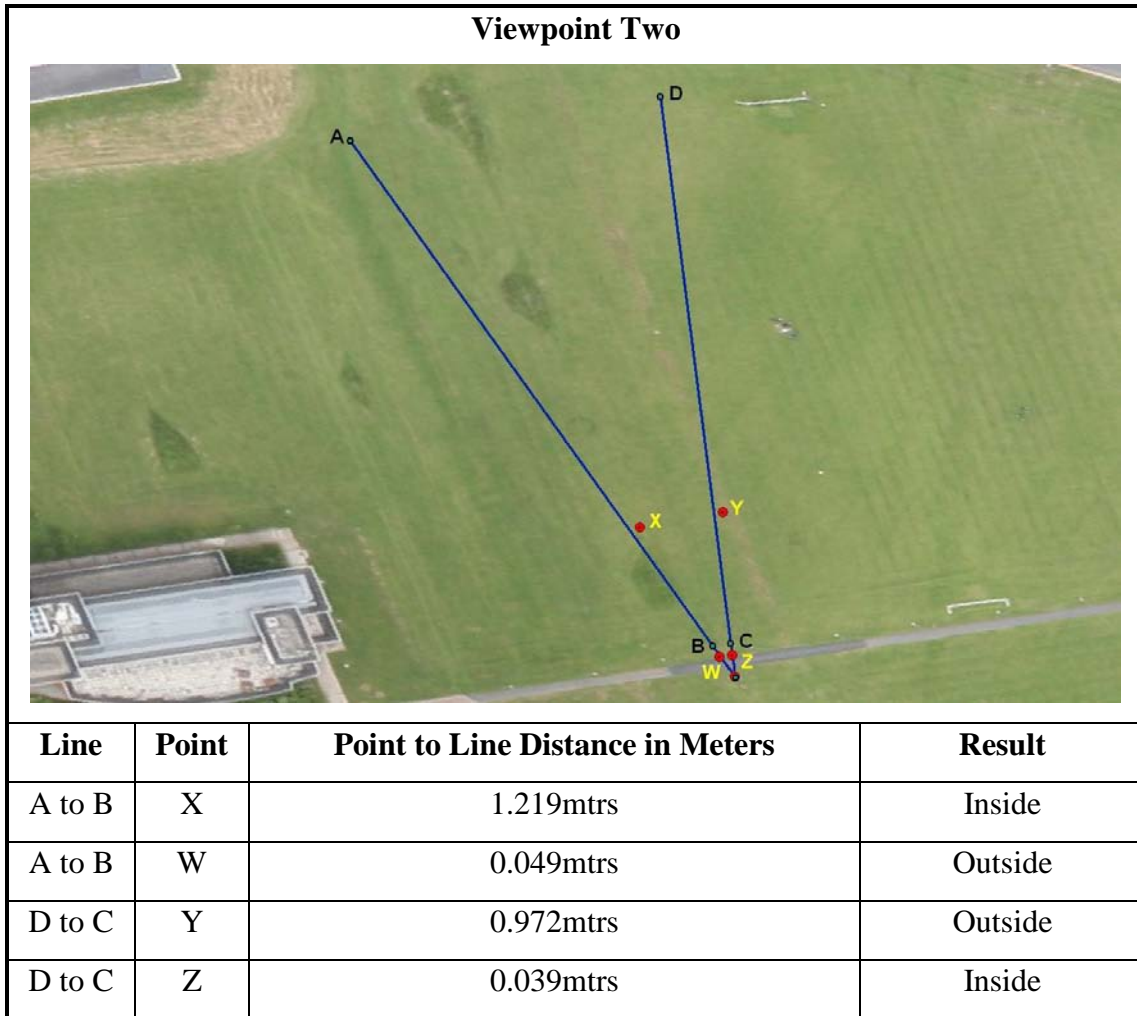 Viewpoint Two
D
A
X
Y
B
C
W
Z
Line Point Point to Line Distance in Meters Result
A to B X 1.219mtrs Inside
A to B W 0.049mtrs Outside
D to C Y 0.972mtrs Outside
D to C Z 0.039mtrs Inside